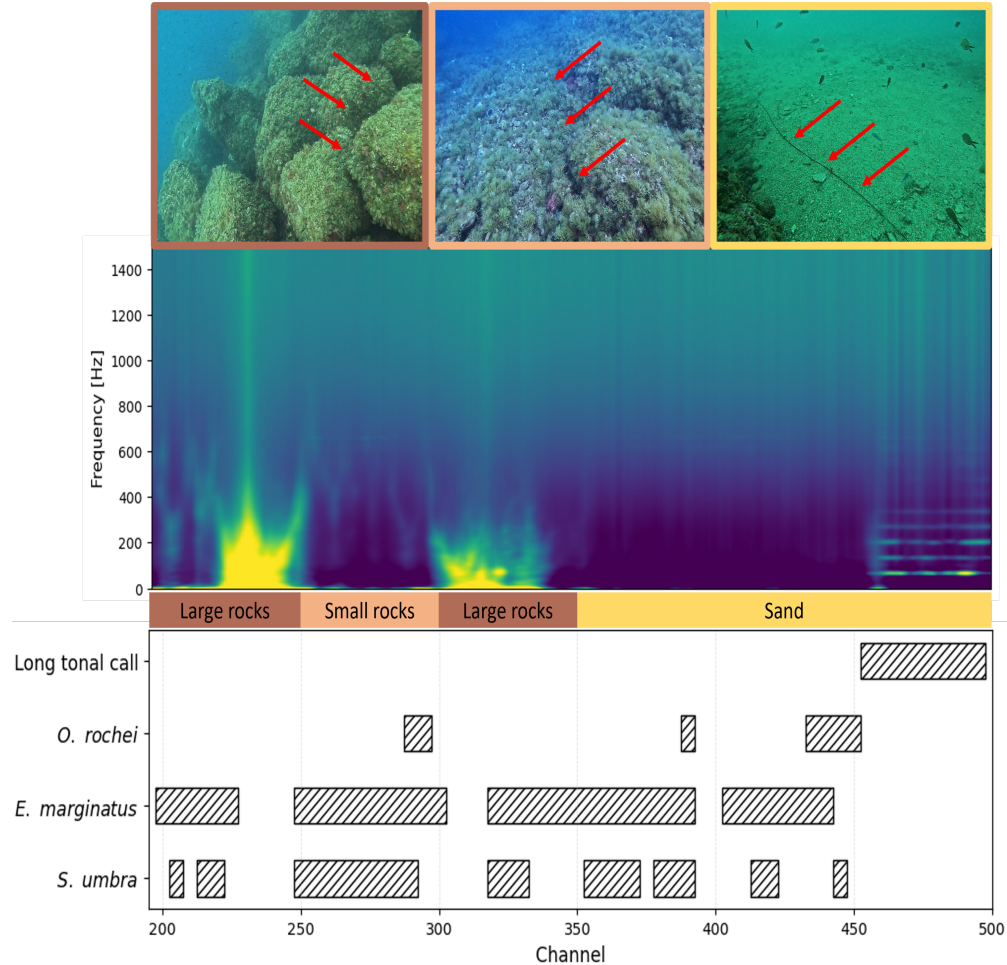 1400
1200
1000
800
600
400
200
0
Frequency [Hz]
Large rocks Small rocks Large rocks Sand
Long tonal call
O. rochei
E. marginatus
S. umbra
200 250 300 350 400 450 500
Channel